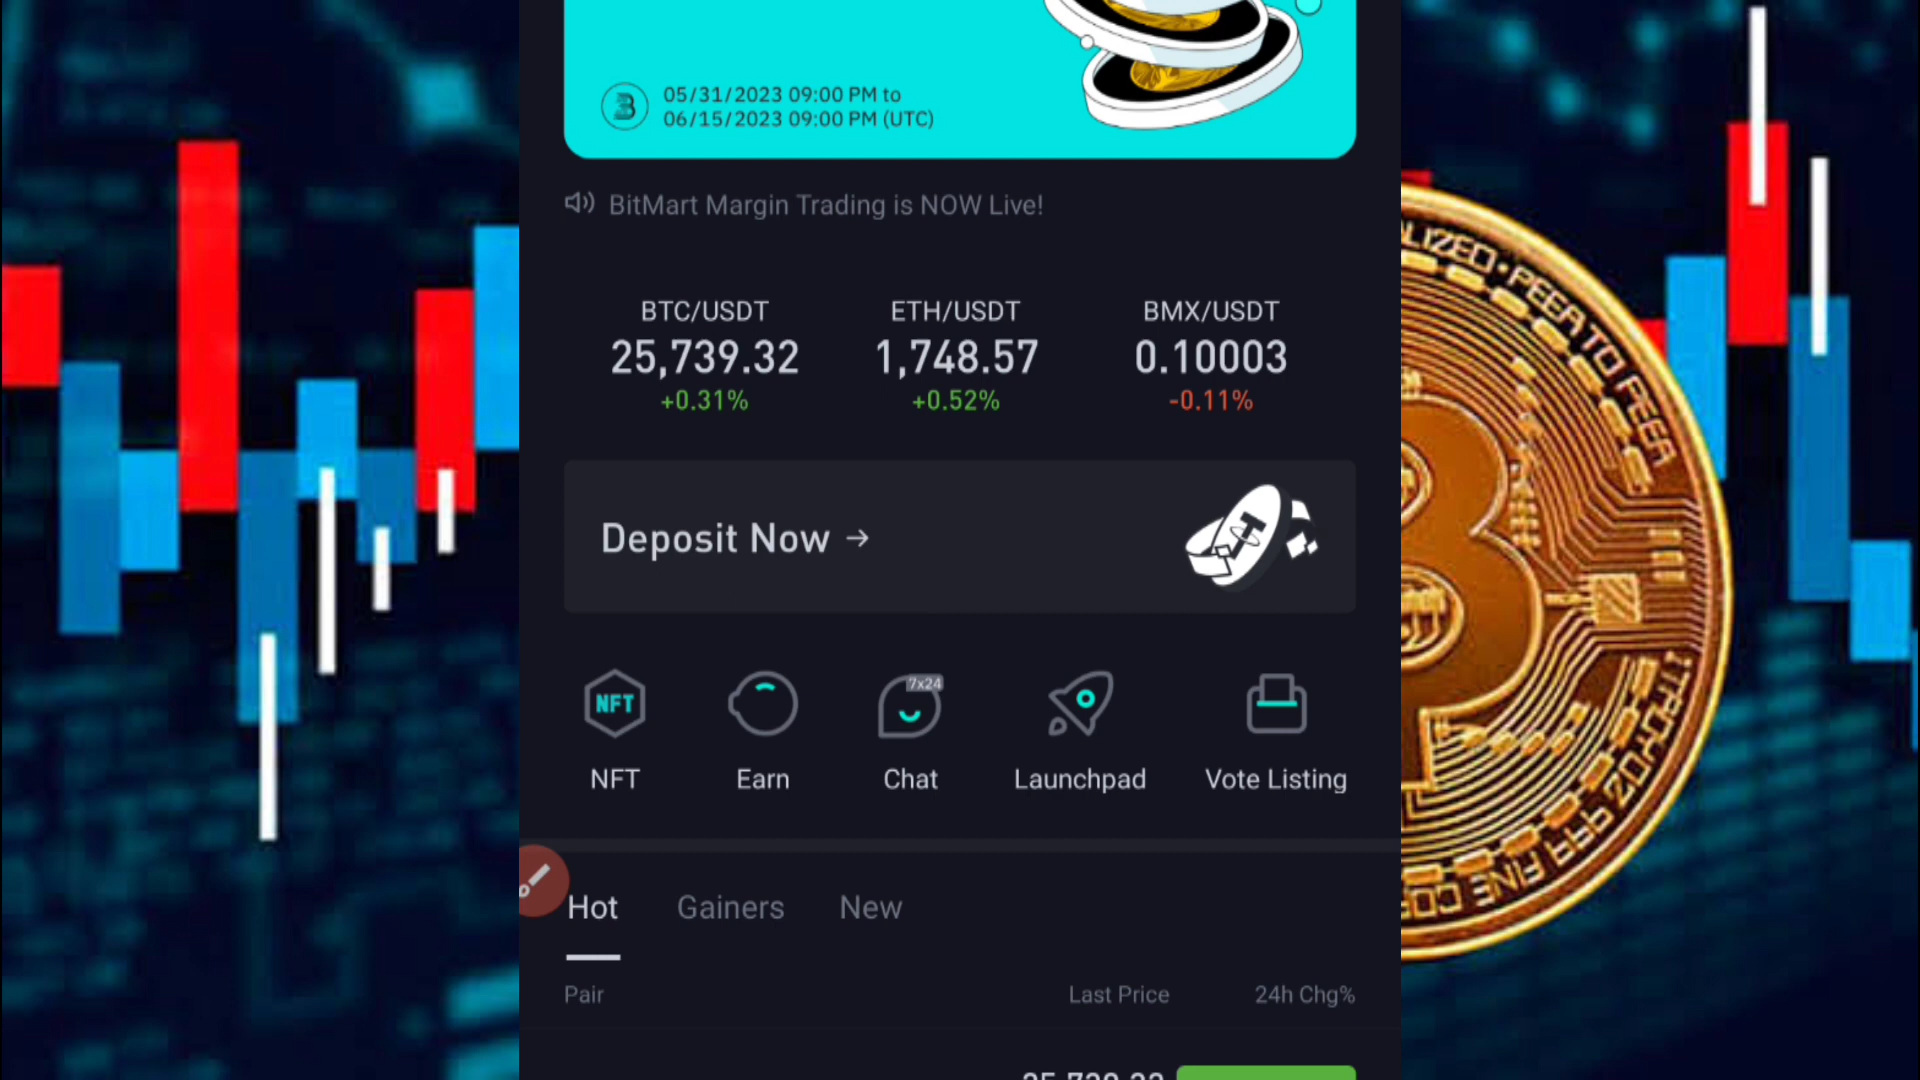 05/31/2023 09:00 PM to
06/15/2023 09:00 PM (UTC)
BitMart Margin Trading is NOW Live!
BTC/USDT ETH/USDT BMX/USDT
25,739.32 1,748.57 0.10003
+0.31% +0.52% -0.11%
Deposit Now →
NFT
7x24
NFT Earn Chat Launchpad Vote Listing
Hot Gainers New
Pair Last Price 24h Chg%
PEER TO PEER